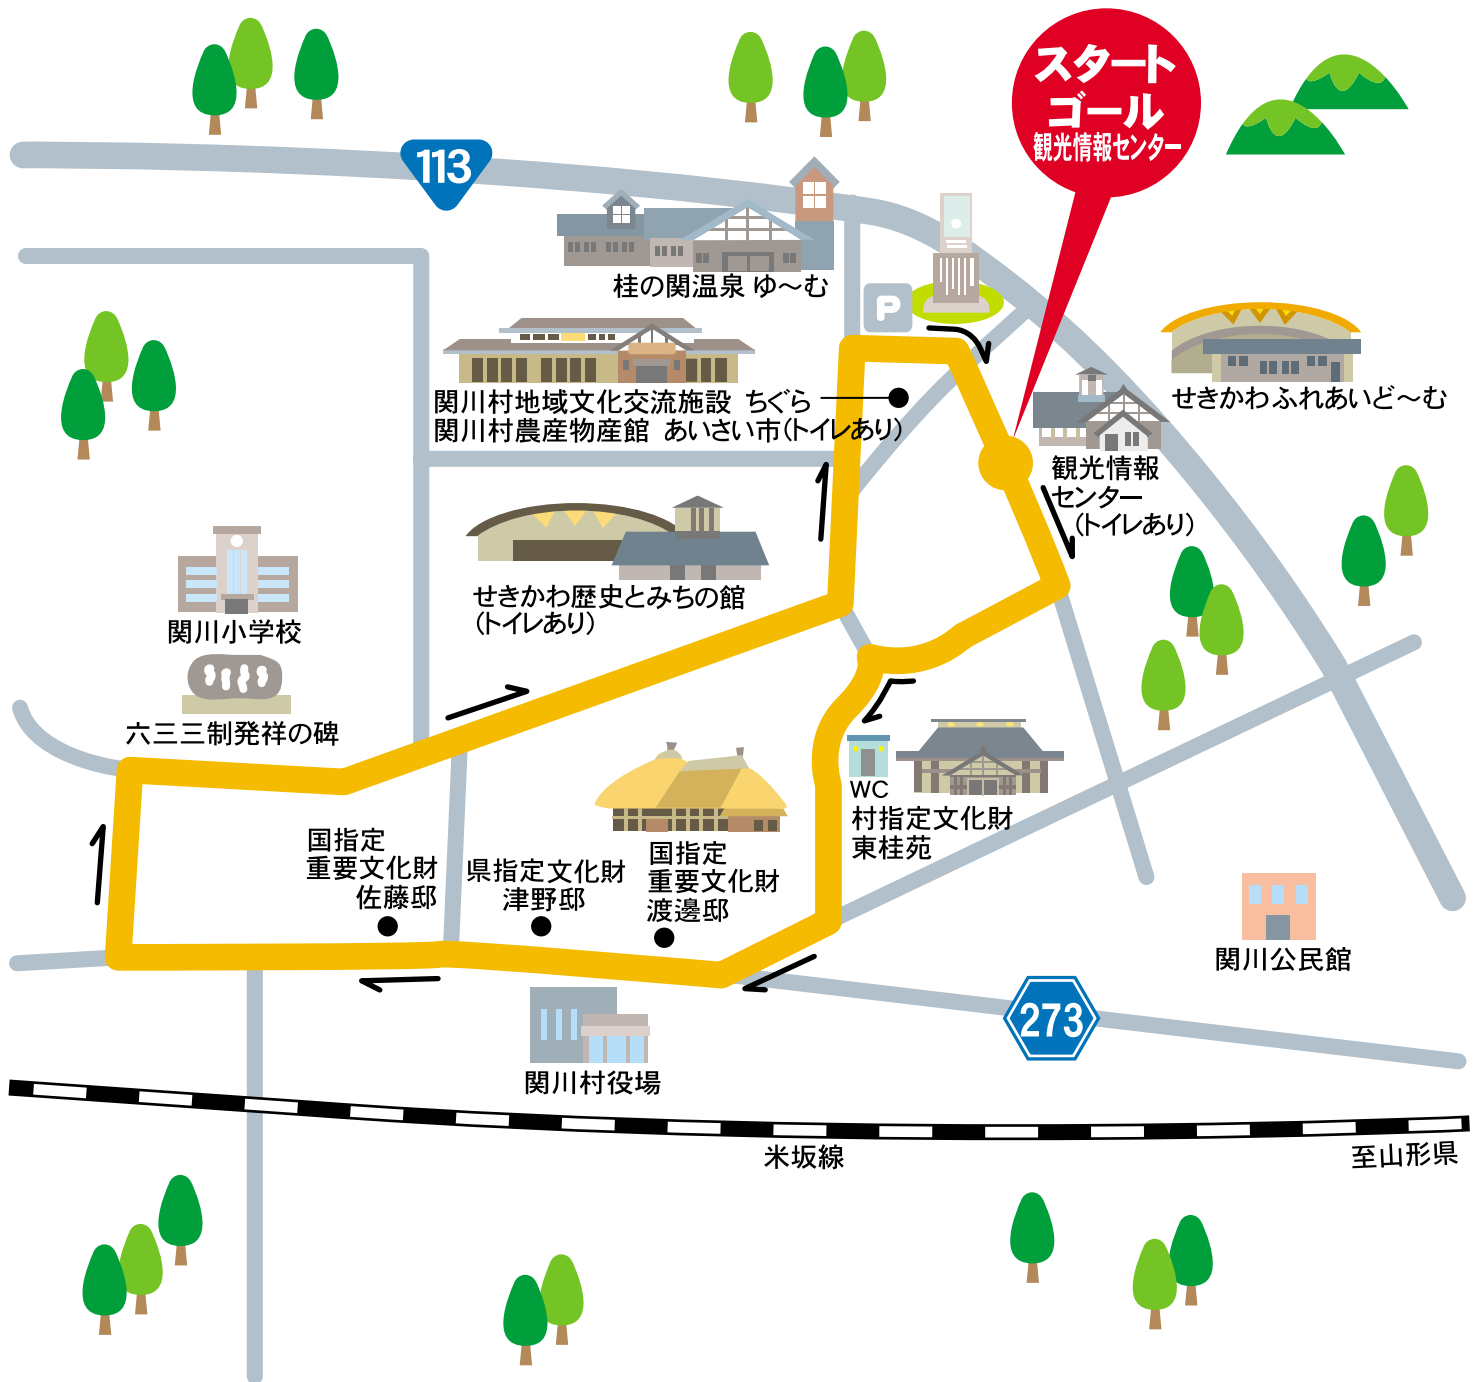 スタート
ゴール
観光情報センター
113
桂の関温泉 ゆ～む
P
関川村地域文化交流施設 ちぐら
関川村農産物産館 あいさい市(トイレあり)
せきかわふれあいど～む
観光情報
センター
(トイレあり)
せきかわ歴史とみちの館
(トイレあり)
関川小学校
六三三制発祥の碑
WC
村指定文化財
東桂苑
国指定
重要文化財
佐藤邸
県指定文化財
津野邸
国指定
重要文化財
渡邊邸
関川公民館
273
関川村役場
米坂線
至山形県